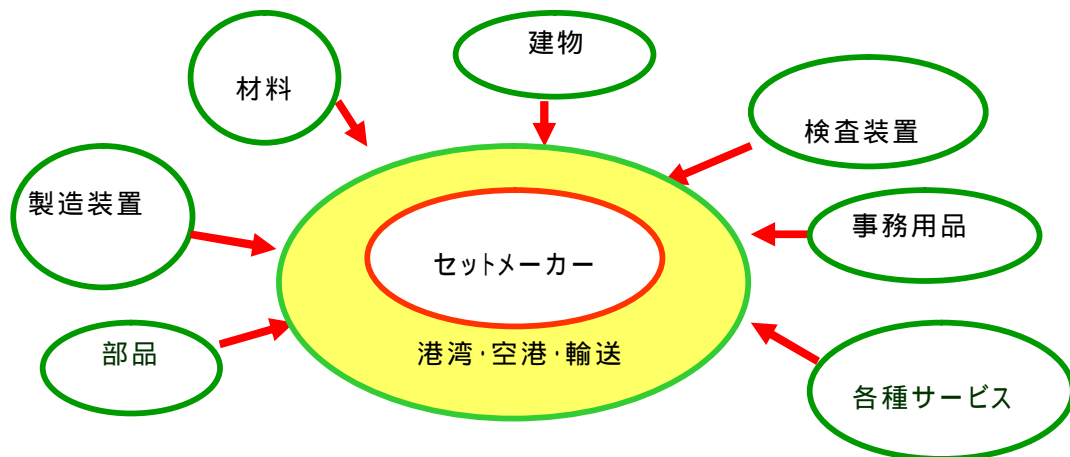 建物
材料
検査装置
製造装置
事務用品
セットメーカー
部品
港湾・空港・輸送
各種サービス